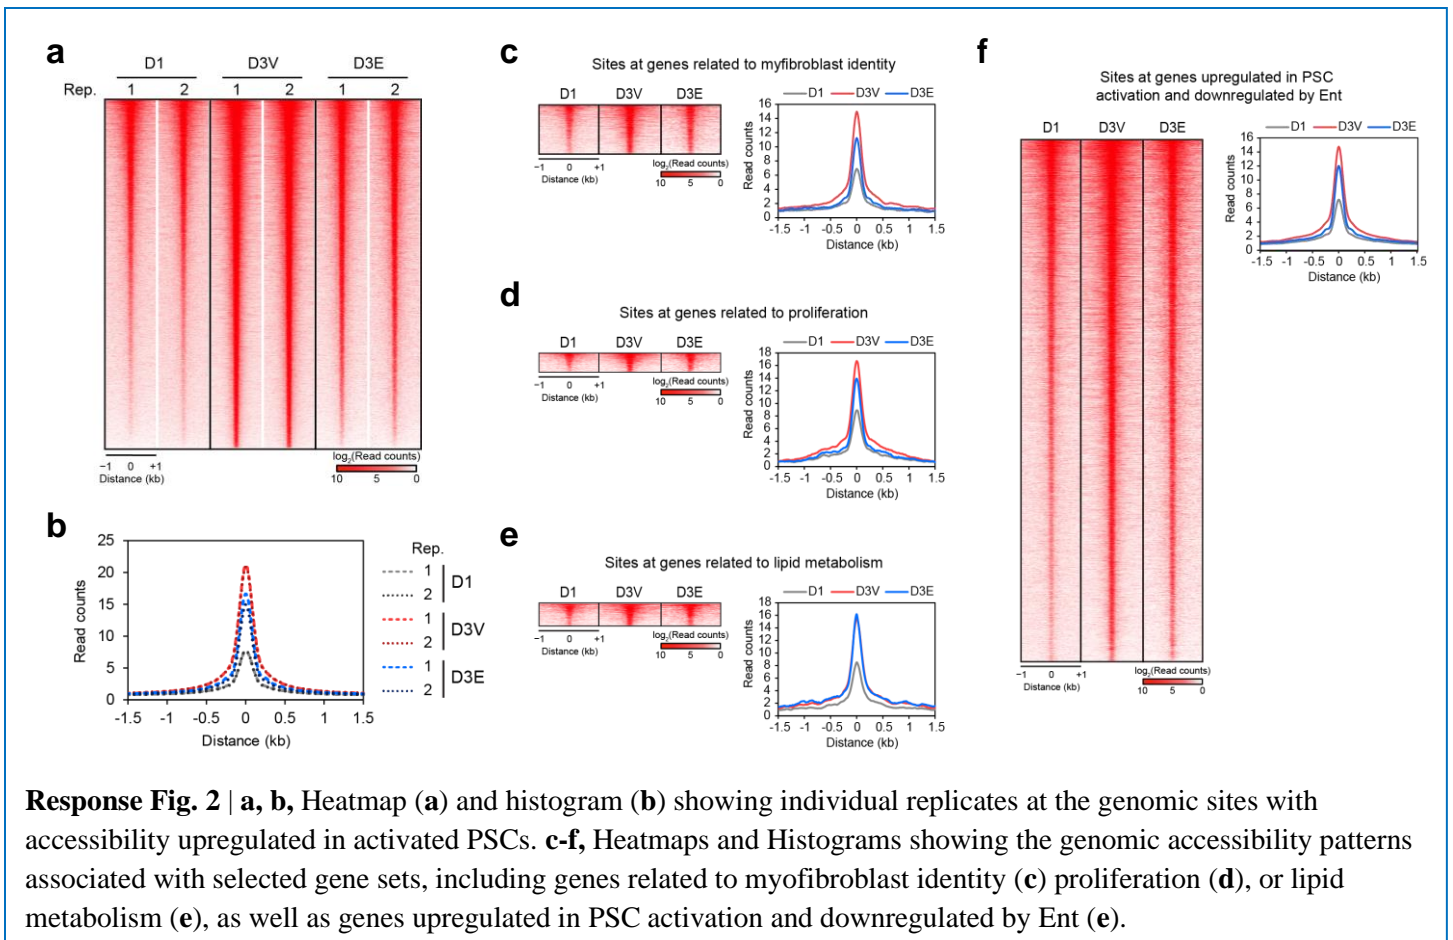 a
D1 D3V D3E
Rep. 1 2 1 2 1 2
−1 0 +1
Distance (kb)
log2(Read counts)
10 5 0
b
25
20
15
10
5
0
Read counts
-1.5 -1 -0.5 0 0.5 1 1.5
Distance (kb)
Rep.
1
2
D1
1
2
D3V
1
2
D3E
c
Sites at genes related to myfibroblast identity
D1 D3V D3E
−1 0 +1
Distance (kb)
log2(Read counts)
10 5 0
D1 D3V D3E
16
14
12
10
8
6
4
2
0
Read counts
-1.5 -1 -0.5 0 0.5 1 1.5
Distance (kb)
d
Sites at genes related to proliferation
D1 D3V D3E
−1 0 +1
Distance (kb)
log2(Read counts)
10 5 0
D1 D3V D3E
18
16
14
12
10
8
6
4
2
0
Read counts
-1.5 -1 -0.5 0 0.5 1 1.5
Distance (kb)
e
Sites at genes related to lipid metabolism
D1 D3V D3E
−1 0 +1
Distance (kb)
log2(Read counts)
10 5 0
D1 D3V D3E
18
16
14
12
10
8
6
4
2
0
Read counts
-1.5 -1 -0.5 0 0.5 1 1.5
Distance (kb)
f
Sites at genes upregulated in PSC
activation and downregulated by Ent
D1 D3V D3E
−1 0 +1
Distance (kb)
log2(Read counts)
10 5 0
D1 D3V D3E
16
14
12
10
8
6
4
2
0
Read counts
-1.5 -1 -0.5 0 0.5 1 1.5
Distance (kb)
Response Fig. 2 | a, b, Heatmap (a) and histogram (b) showing individual replicates at the genomic sites with
accessibility upregulated in activated PSCs. c-f, Heatmaps and Histograms showing the genomic accessibility patterns
associated with selected gene sets, including genes related to myofibroblast identity (c) proliferation (d), or lipid
metabolism (e), as well as genes upregulated in PSC activation and downregulated by Ent (e).